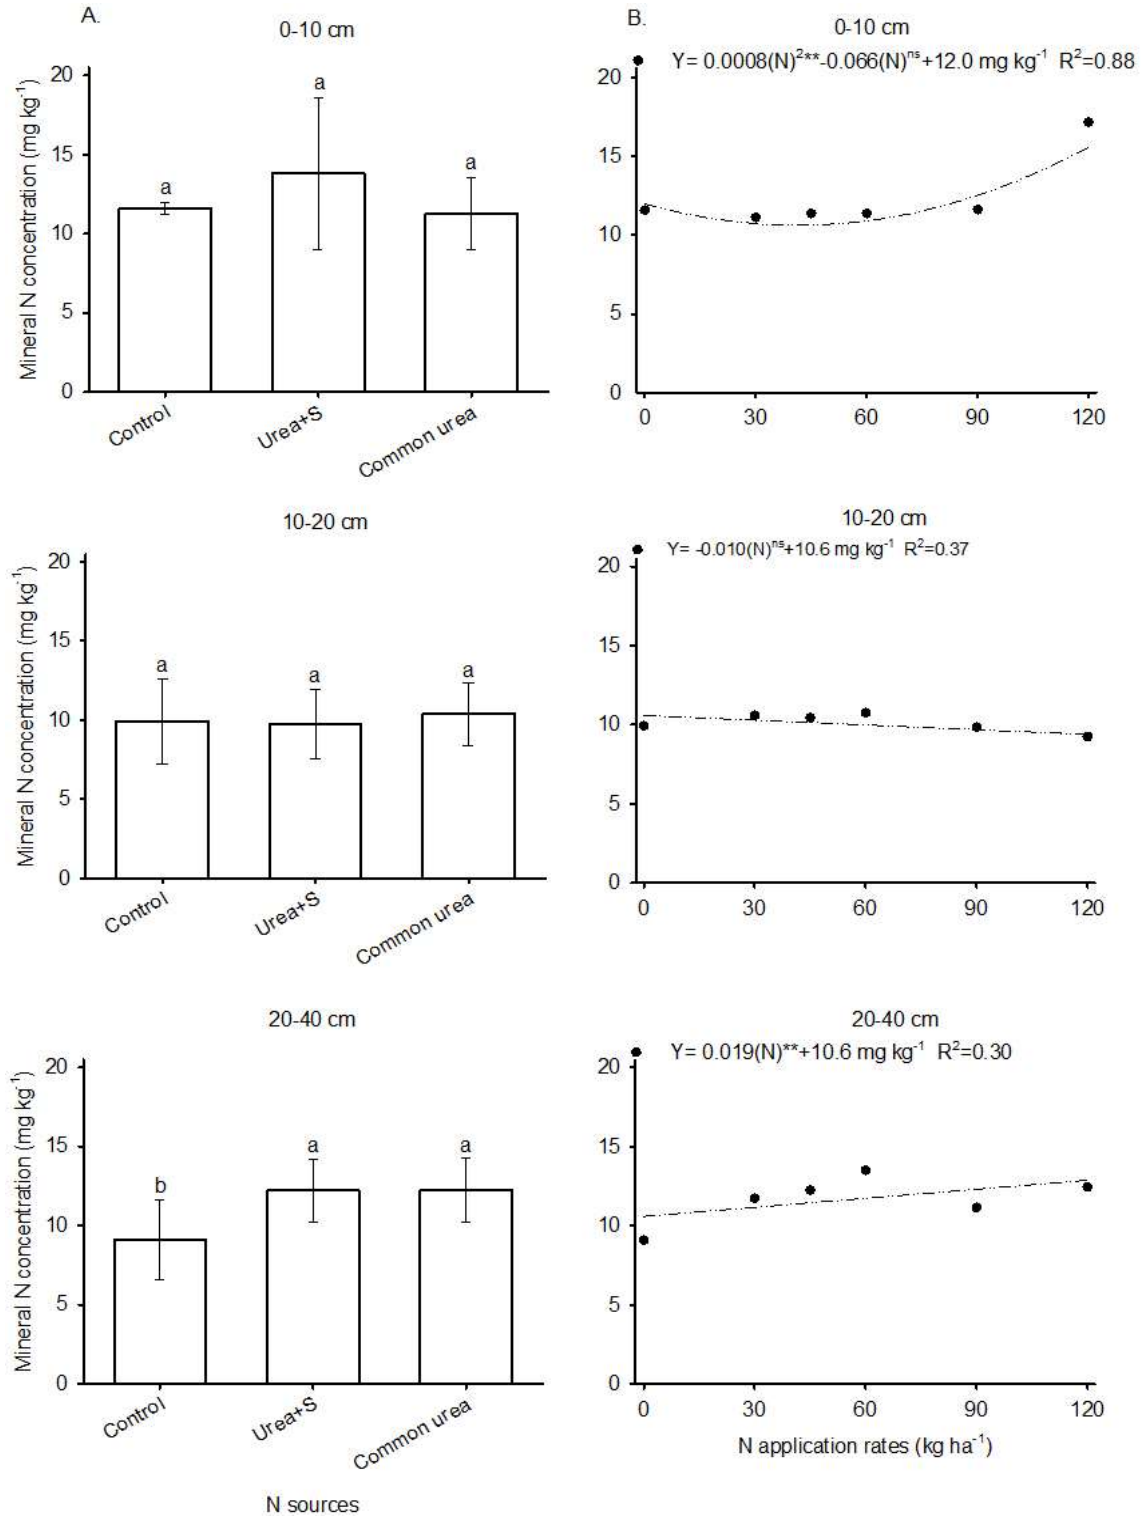 A.
0-10 cm
Mineral N concentration (mg kg⁻¹)
20
15
10
5
0
a
a
a
Control
Urea+S
Common urea
B.
0-10 cm
Y= 0.0008(N)²**-0.066(N)ⁿˢ+12.0 mg kg⁻¹ R²=0.88
20
15
10
5
0
0 30 60 90 120
10-20 cm
Mineral N concentration (mg kg⁻¹)
20
15
10
5
0
a
a
a
Control
Urea+S
Common urea
10-20 cm
Y= -0.010(N)ⁿˢ+10.6 mg kg⁻¹ R²=0.37
20
15
10
5
0
0 30 60 90 120
20-40 cm
Mineral N concentration (mg kg⁻¹)
20
15
10
5
0
b
a
a
Control
Urea+S
Common urea
N sources
20-40 cm
Y= 0.019(N)**+10.6 mg kg⁻¹ R²=0.30
20
15
10
5
0
0 30 60 90 120
N application rates (kg ha⁻¹)